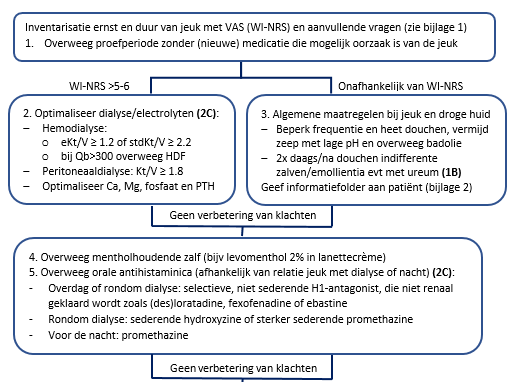 Inventarisatie ernst en duur van jeuk met VAS (WI-NRS) en aanvullende vragen (zie bijlage 1)
1. Overweeg proefperiode zonder (nieuwe) medicatie die mogelijk oorzaak is van de jeuk
WI-NRS >5-6
Onafhankelijk van WI-NRS
2. Optimaliseer dialyse/electrolyten (2C):
– Hemodialyse:
o eKt/V ≥ 1.2 of stdKt/V ≥ 2.2
o bij Qb>300 overweeg HDF
– Peritoneaaldialyse: Kt/V ≥ 1.8
– Optimaliseer Ca, Mg, fosfaat en PTH
3. Algemene maatregelen bij jeuk en droge huid
– Beperk frequentie en heet douchen, vermijd
zeep met lage pH en overweeg badolie
– 2x daags/na douchen indifferente
zalven/emollientia evt met ureum (1B)
Geef informatiefolder aan patiënt (bijlage 2)
Geen verbetering van klachten
4. Overweeg mentholhoudende zalf (bijv levomenthol 2% in lanettecrème)
5. Overweeg orale antihistaminica (afhankelijk van relatie jeuk met dialyse of nacht) (2C):
- Overdag of rondom dialyse: selectieve, niet sederende H1-antagonist, die niet renaal
geklaard wordt zoals (des)loratadine, fexofenadine of ebastine
- Rondom dialyse: sederende hydroxyzine of sterker sederende promethazine
- Voor de nacht: promethazine
Geen verbetering van klachten